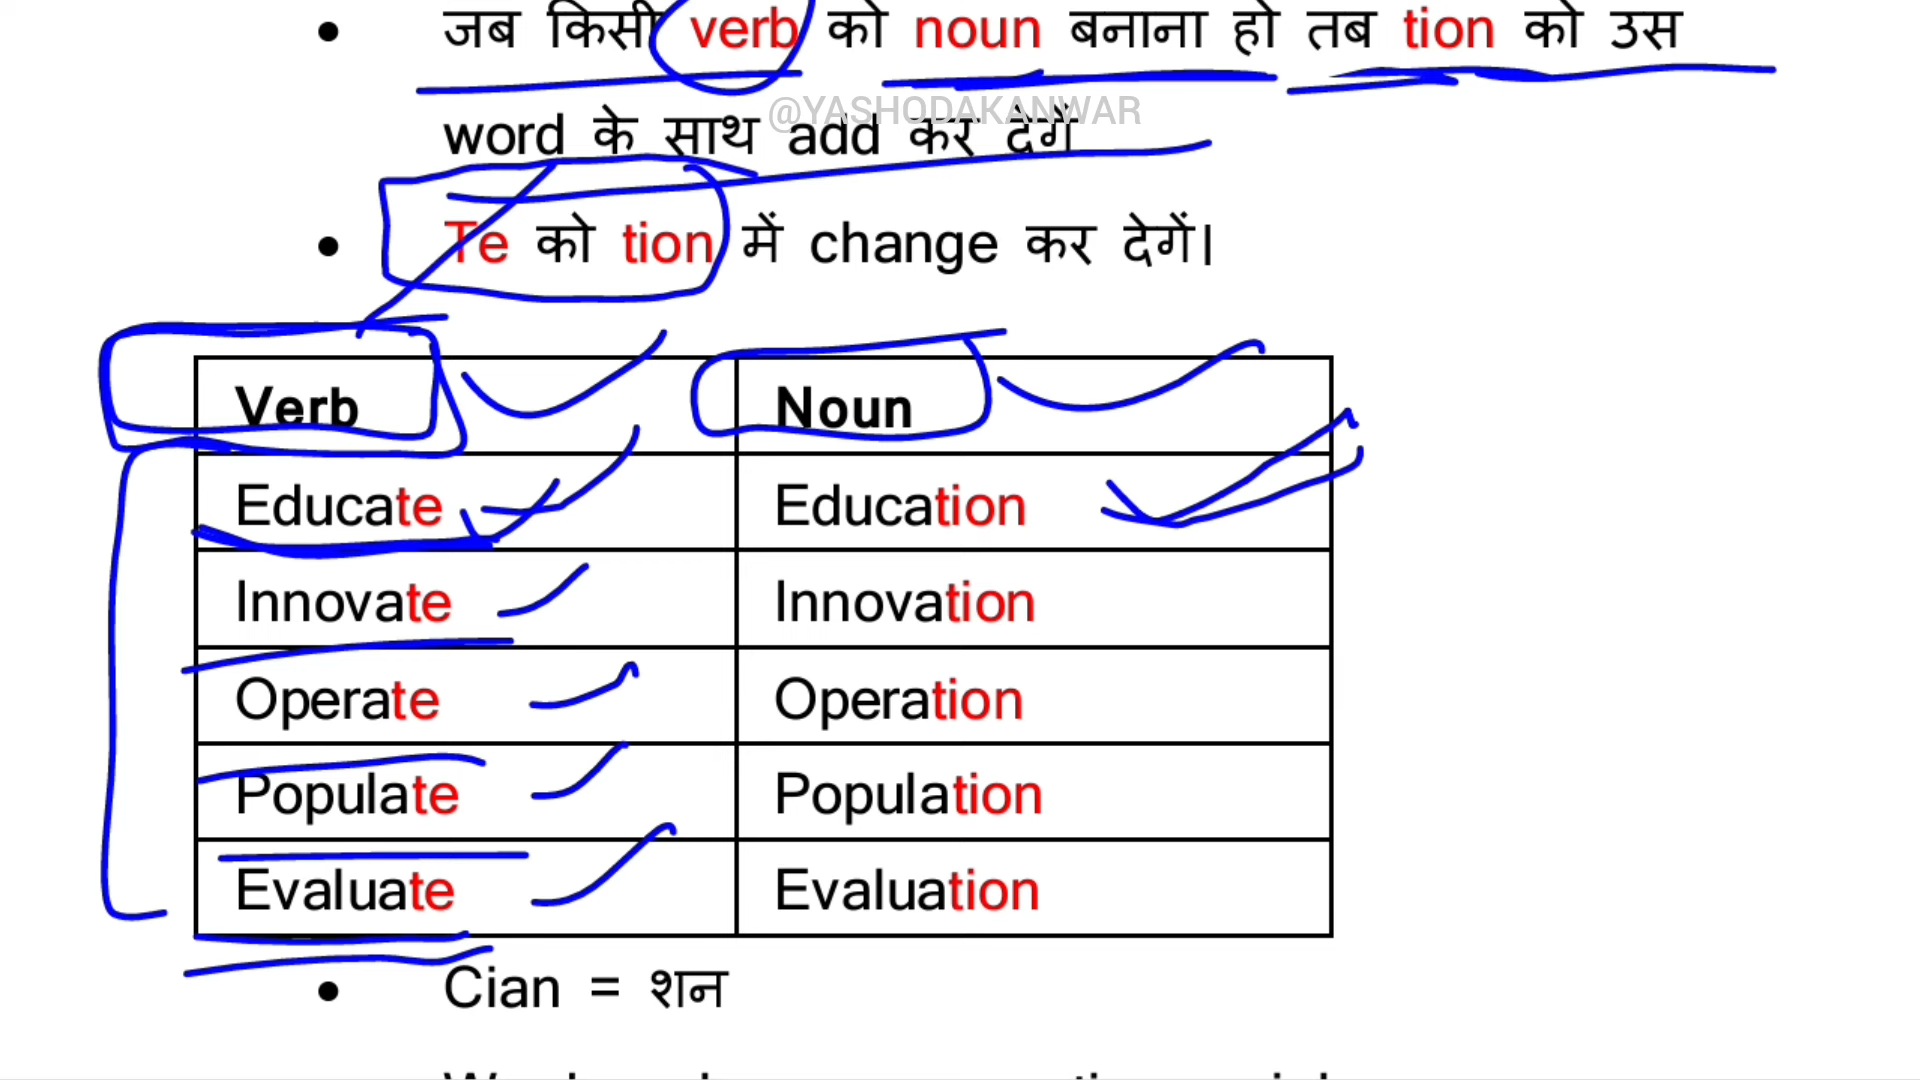 जब किसी verb को noun बनाना हो तब tion को उस
@YASHODAKANWAR
word के साथ add कर देगें
Te को tion में change कर देगें।
Verb Noun
Educate Education
Innovate Innovation
Operate Operation
Populate Population
Evaluate Evaluation
Cian = शन